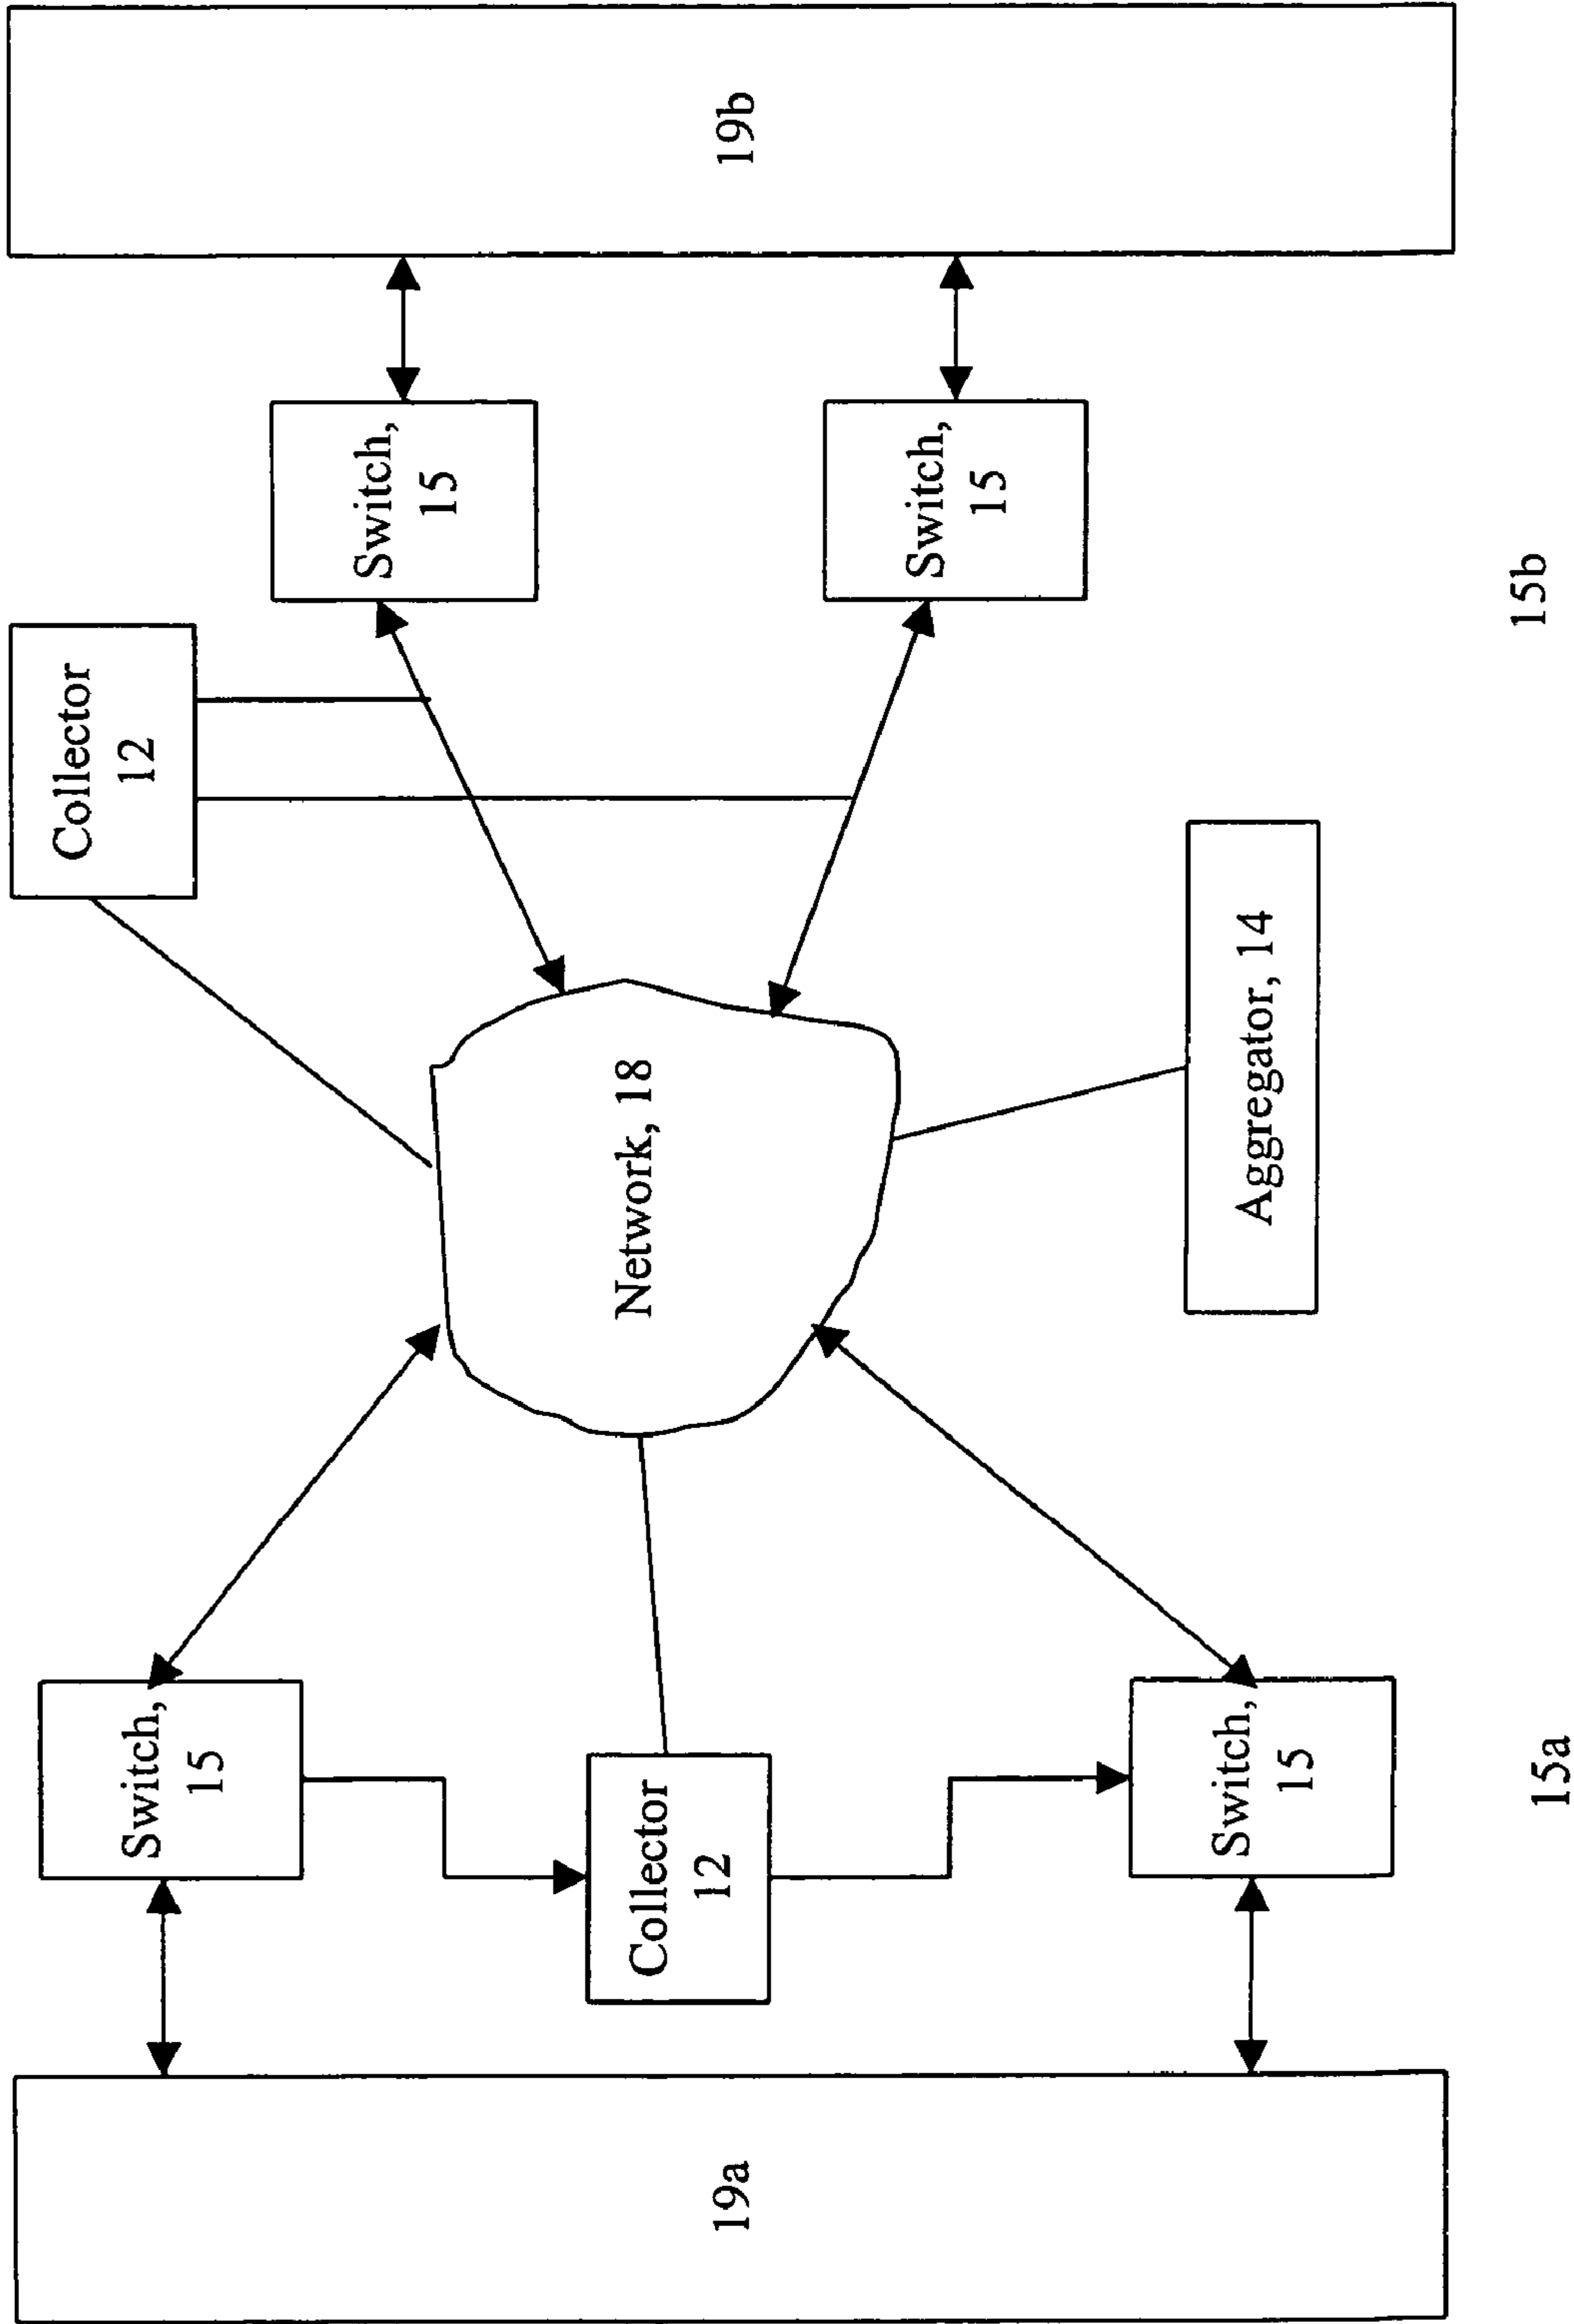 Collector
12
Switch,
15
Switch,
15
Switch,
15
19a
Network, 18
19b
Collector
12
Switch,
15
Aggregator, 14
15a
15b